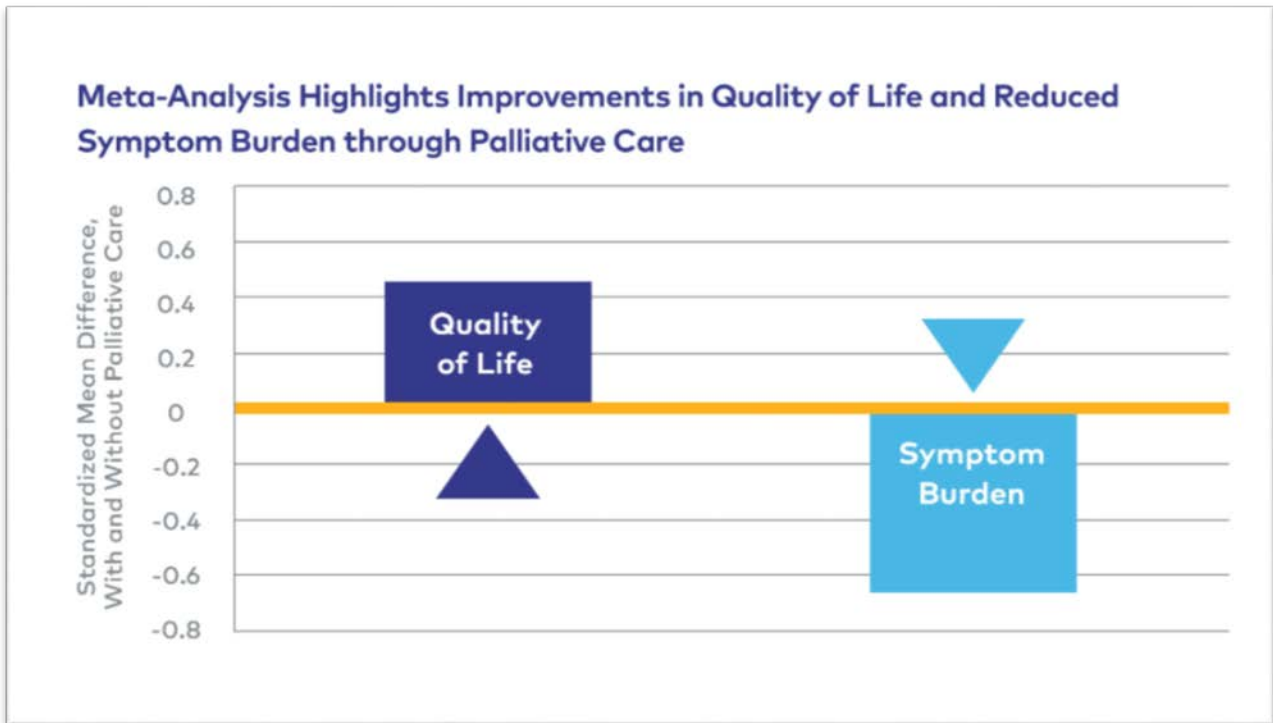 Meta-Analysis Highlights Improvements in Quality of Life and Reduced
Symptom Burden through Palliative Care
Standardized Mean Difference,
With and Without Palliative Care
0.8
0.6
0.4
0.2
0
-0.2
-0.4
-0.6
-0.8
Quality
of Life
Symptom
Burden